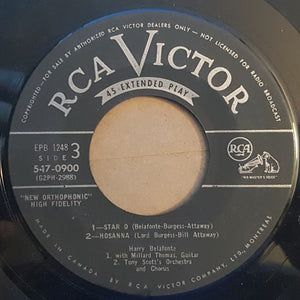 COPYRIGHTED — FOR SALE BY AUTHORIZED RCA VICTOR DEALERS ONLY — NOT LICENSED FOR RADIO BROADCAST
RCA VICTOR
45 EXTENDED PLAY
EPB 1248
SIDE 3
547-0900
(G2PH-2988)
"NEW ORTHOPHONIC"
HIGH FIDELITY
RCA
"HIS MASTER'S VOICE"
1—STAR O (Belafonte-Burgess-Attaway)
2—HOSANNA (Lord Burgess-Bill Attaway)
Harry Belafonte
1. with Millard Thomas, Guitar
2. Tony Scott's Orchestra
and Chorus
MADE IN CANADA BY RCA VICTOR COMPANY, LTD., MONTREAL